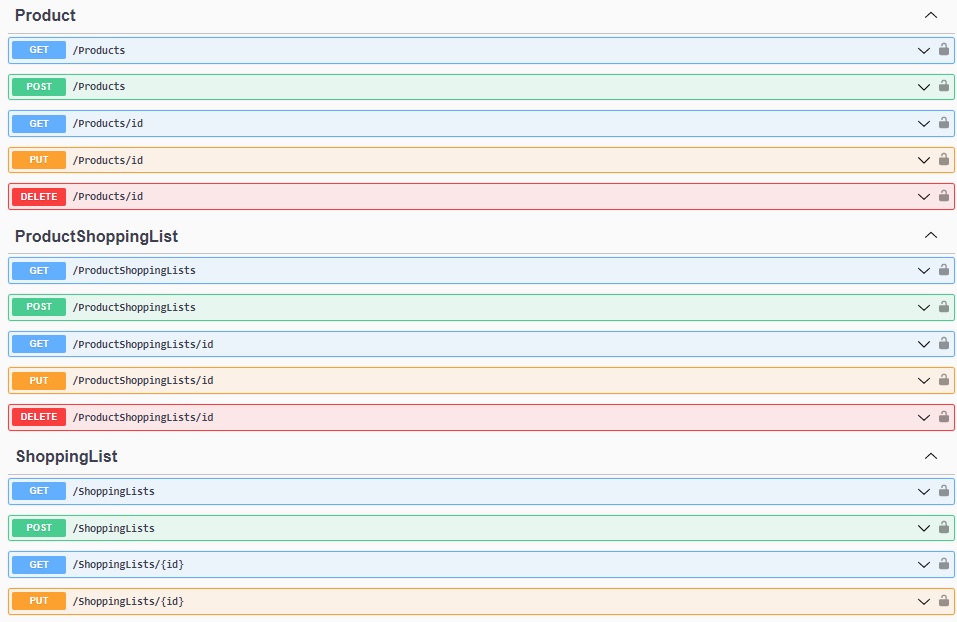 Product
GET /Products
POST /Products
GET /Products/id
PUT /Products/id
DELETE /Products/id
ProductShoppingList
GET /ProductShoppingLists
POST /ProductShoppingLists
GET /ProductShoppingLists/id
PUT /ProductShoppingLists/id
DELETE /ProductShoppingLists/id
ShoppingList
GET /ShoppingLists
POST /ShoppingLists
GET /ShoppingLists/{id}
PUT /ShoppingLists/{id}